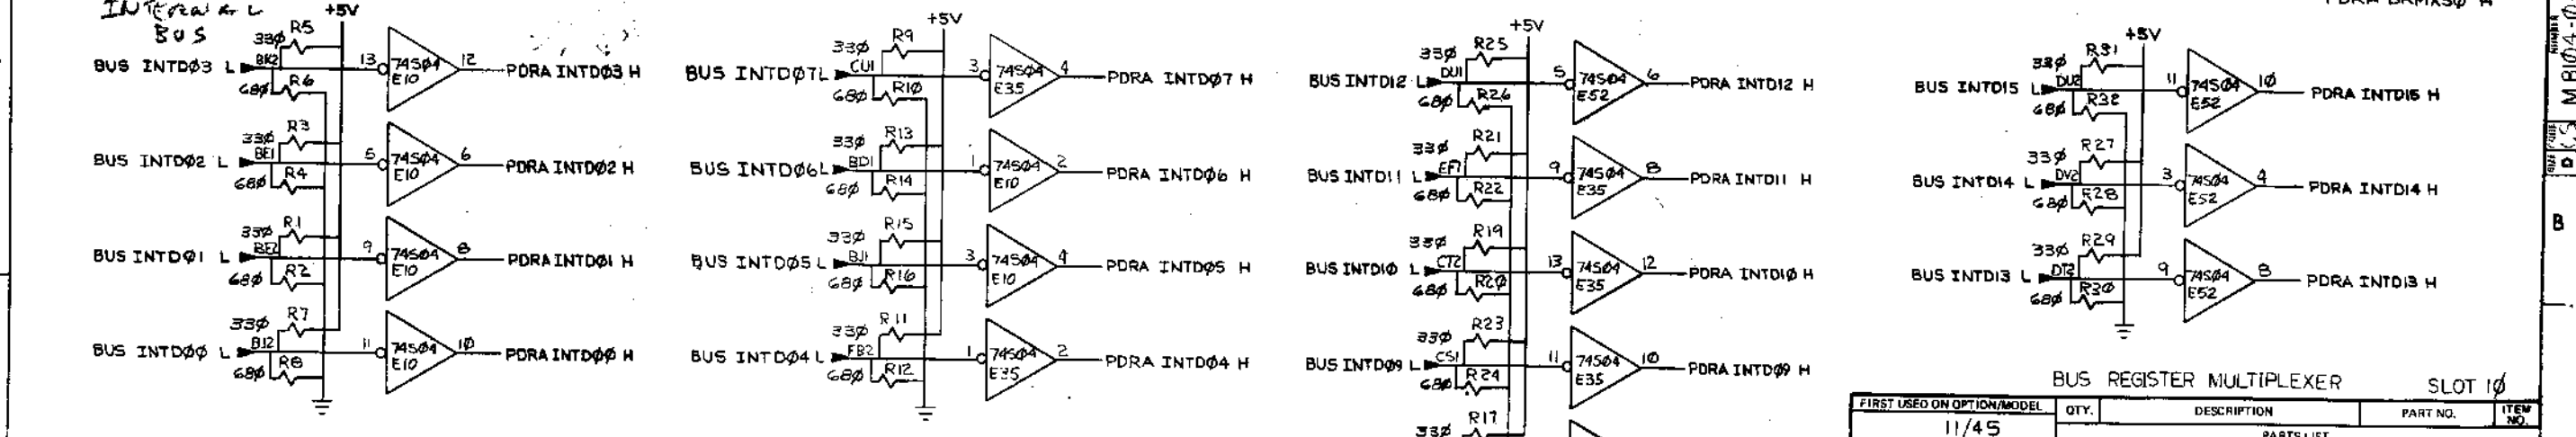 INTERNAL
BUS
+5V
33Ø R5
BUS INTDØ3 L BK2 13 74SØ4 E10 12 PDRA INTDØ3 H
68Ø R6
33Ø R3
BUS INTDØ2 L BE1 5 74SØ4 E10 6 PDRA INTDØ2 H
68Ø R4
33Ø R1
BUS INTDØ1 L BE2 9 74SØ4 E10 8 PDRA INTDØ1 H
68Ø R2
33Ø R7
BUS INTDØØ L BJ2 11 74SØ4 E10 1Ø PDRA INTDØØ H
68Ø R8
+5V
33Ø R9
BUS INTDØ7 L CU1 3 74SØ4 E35 4 PDRA INTDØ7 H
68Ø R1Ø
33Ø R13
BUS INTDØ6 L BD1 1 74SØ4 E1Ø 2 PDRA INTDØ6 H
68Ø R14
33Ø R15
BUS INTDØ5 L BJ1 3 74SØ4 E1Ø 4 PDRA INTDØ5 H
68Ø R16
33Ø R11
BUS INTDØ4 L FB2 1 74SØ4 E35 2 PDRA INTDØ4 H
68Ø R12
+5V
33Ø R25
BUS INTD12 L DU1 5 74SØ4 E52 6 PDRA INTD12 H
68Ø R26
33Ø R21
BUS INTD11 L EF1 9 74SØ4 E35 8 PDRA INTD11 H
68Ø R22
33Ø R19
BUS INTD1Ø L CT2 13 74SØ4 E35 12 PDRA INTD1Ø H
68Ø R2Ø
33Ø R23
BUS INTDØ9 L CS1 11 74SØ4 E35 1Ø PDRA INTDØ9 H
68Ø R24
33Ø R17
+5V
33Ø R31
BUS INTD15 L DU2 11 74SØ4 E52 1Ø PDRA INTD15 H
68Ø R32
33Ø R27
BUS INTD14 L DV2 3 74SØ4 E52 4 PDRA INTD14 H
68Ø R28
33Ø R29
BUS INTD13 L DT2 9 74SØ4 E52 8 PDRA INTD13 H
68Ø R3Ø
B
BUS REGISTER MULTIPLEXER SLOT 1Ø
FIRST USED ON OPTION/MODEL QTY. DESCRIPTION PART NO. ITEM NO.
11/45
PARTS LIST
NUMBER
M81Ø4-Ø
SIZE CODE
D CS